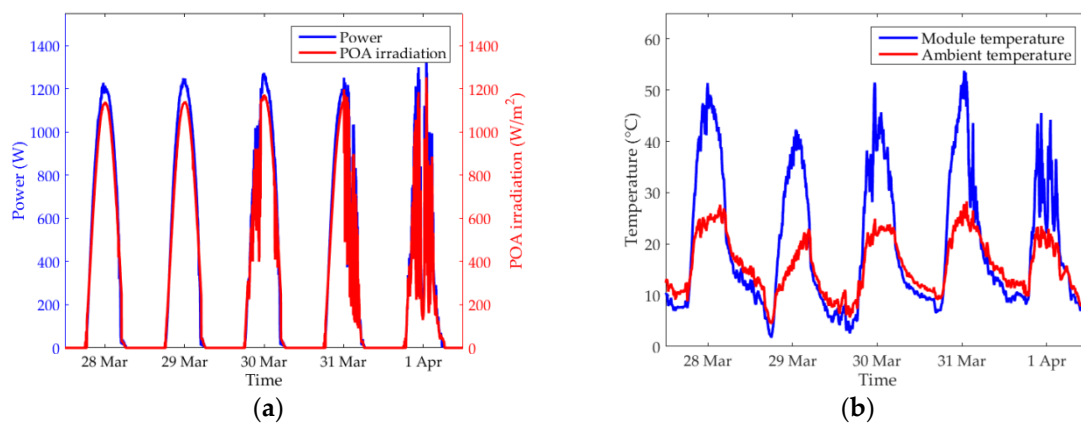 Power
POA irradiation
1400
1200
1000
800
600
400
200
0
Power (W)
1400
1200
1000
800
600
400
200
0
POA irradiation (W/m²)
28 Mar
29 Mar
30 Mar
31 Mar
1 Apr
Time
(a)
Module temperature
Ambient temperature
60
50
40
30
20
10
0
Temperature (°C)
28 Mar
29 Mar
30 Mar
31 Mar
1 Apr
Time
(b)